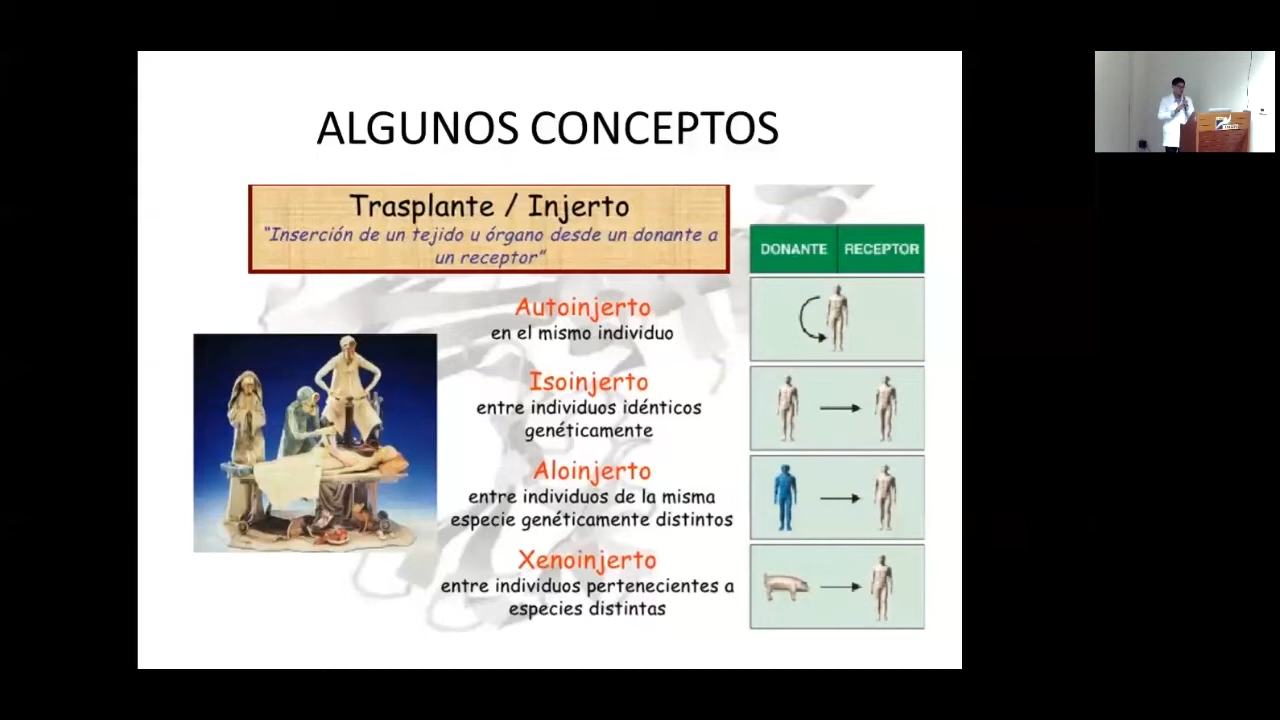 ALGUNOS CONCEPTOS
Trasplante / Injerto
"Inserción de un tejido u órgano desde un donante a
un receptor"
DONANTE RECEPTOR
Autoinjerto
en el mismo individuo
Isoinjerto
entre individuos idénticos
genéticamente
Aloinjerto
entre individuos de la misma
especie genéticamente distintos
Xenoinjerto
entre individuos pertenecientes a
especies distintas